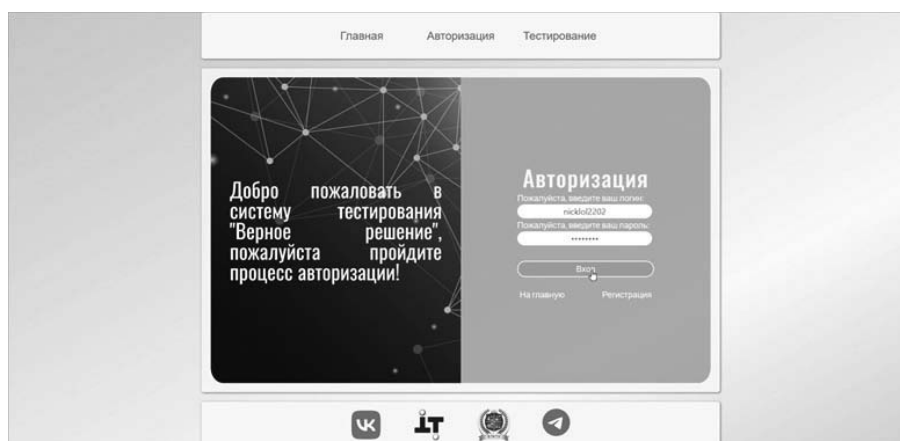 Главная Авторизация Тестирование
Добро пожаловать в
систему тестирования
"Верное решение",
пожалуйста пройдите
процесс авторизации!
Авторизация
Пожалуйста, введите ваш логин:
nicklol2202
Пожалуйста, введите ваш пароль:
********
Вход
На главную Регистрация